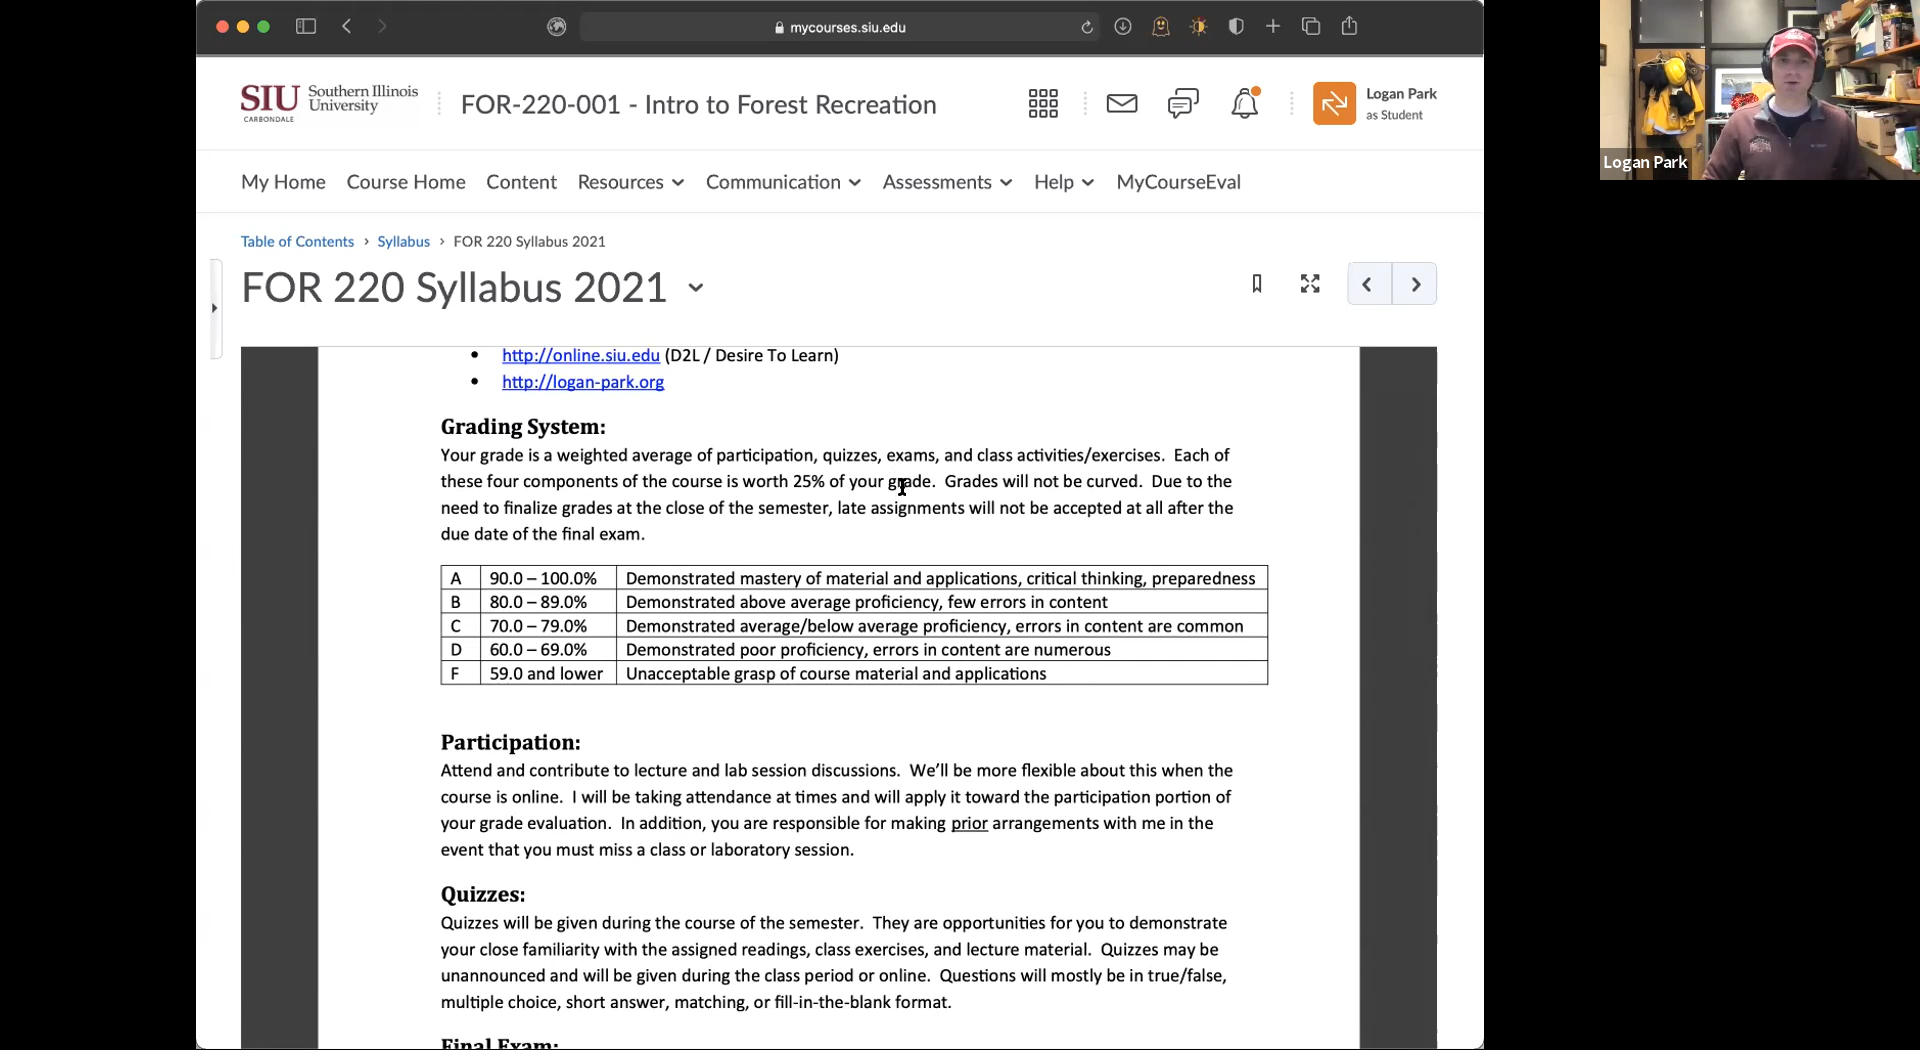 mycourses.siu.edu
SIU Southern Illinois University
CARBONDALE
FOR-220-001 - Intro to Forest Recreation
Logan Park
as Student
Logan Park
My Home Course Home Content Resources Communication Assessments Help MyCourseEval
Table of Contents › Syllabus › FOR 220 Syllabus 2021
FOR 220 Syllabus 2021
• http://online.siu.edu (D2L / Desire To Learn)
• http://logan-park.org
Grading System:
Your grade is a weighted average of participation, quizzes, exams, and class activities/exercises. Each of
these four components of the course is worth 25% of your grade. Grades will not be curved. Due to the
need to finalize grades at the close of the semester, late assignments will not be accepted at all after the
due date of the final exam.
A 90.0 – 100.0% Demonstrated mastery of material and applications, critical thinking, preparedness
B 80.0 – 89.0% Demonstrated above average proficiency, few errors in content
C 70.0 – 79.0% Demonstrated average/below average proficiency, errors in content are common
D 60.0 – 69.0% Demonstrated poor proficiency, errors in content are numerous
F 59.0 and lower Unacceptable grasp of course material and applications
Participation:
Attend and contribute to lecture and lab session discussions. We’ll be more flexible about this when the
course is online. I will be taking attendance at times and will apply it toward the participation portion of
your grade evaluation. In addition, you are responsible for making prior arrangements with me in the
event that you must miss a class or laboratory session.
Quizzes:
Quizzes will be given during the course of the semester. They are opportunities for you to demonstrate
your close familiarity with the assigned readings, class exercises, and lecture material. Quizzes may be
unannounced and will be given during the class period or online. Questions will mostly be in true/false,
multiple choice, short answer, matching, or fill-in-the-blank format.
Final Exam: